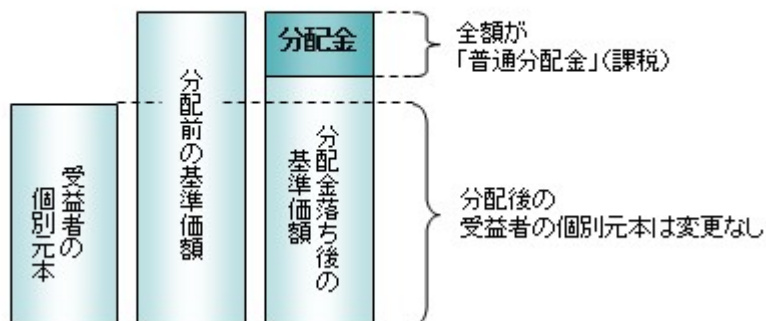 受益者の
個別元本
分配前の基準価額
分配金
分配金落ち後の
基準価額
全額が
「普通分配金」(課税)
分配後の
受益者の個別元本は変更なし